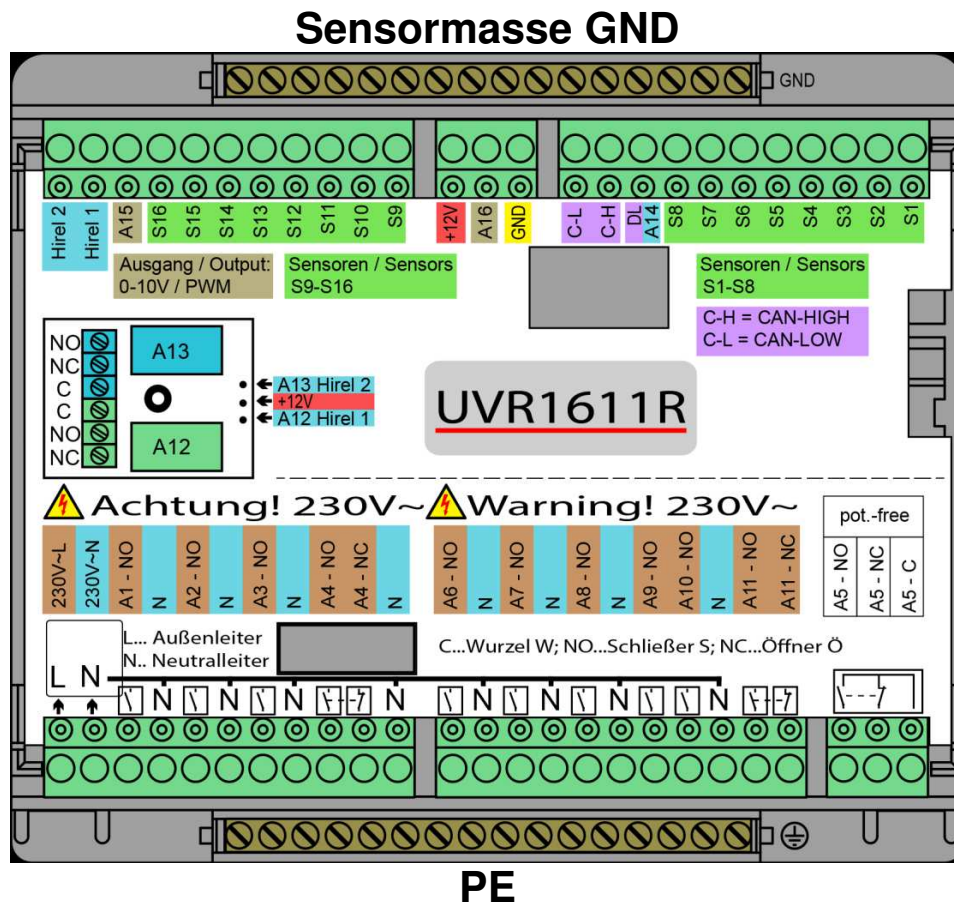 Sensormasse GND
GND
Hirel 2
Hirel 1
A15
S16
S15
S14
S13
S12
S11
S10
S9
+12V
A16
GND
C-L
C-H
DL
A14
S8
S7
S6
S5
S4
S3
S2
S1
Ausgang / Output:
0-10V / PWM
Sensoren / Sensors
S9-S16
Sensoren / Sensors
S1-S8
C-H = CAN-HIGH
C-L = CAN-LOW
NO
NC
C
C
NO
NC
A13
A12
A13 Hirel 2
+12V
A12 Hirel 1
UVR1611R
Achtung! 230V~
Warning! 230V~
pot.-free
230V~L
230V~N
A1 - NO
N
A2 - NO
N
A3 - NO
N
A4 - NO
A4 - NC
N
A6 - NO
N
A7 - NO
N
A8 - NO
N
A9 - NO
A10 - NO
N
A11 - NO
A11 - NC
A5 - NO
A5 - NC
A5 - C
L... Außenleiter
N.. Neutralleiter
C...Wurzel W; NO...Schließer S; NC...Öffner Ö
L N N N N N N N N
PE